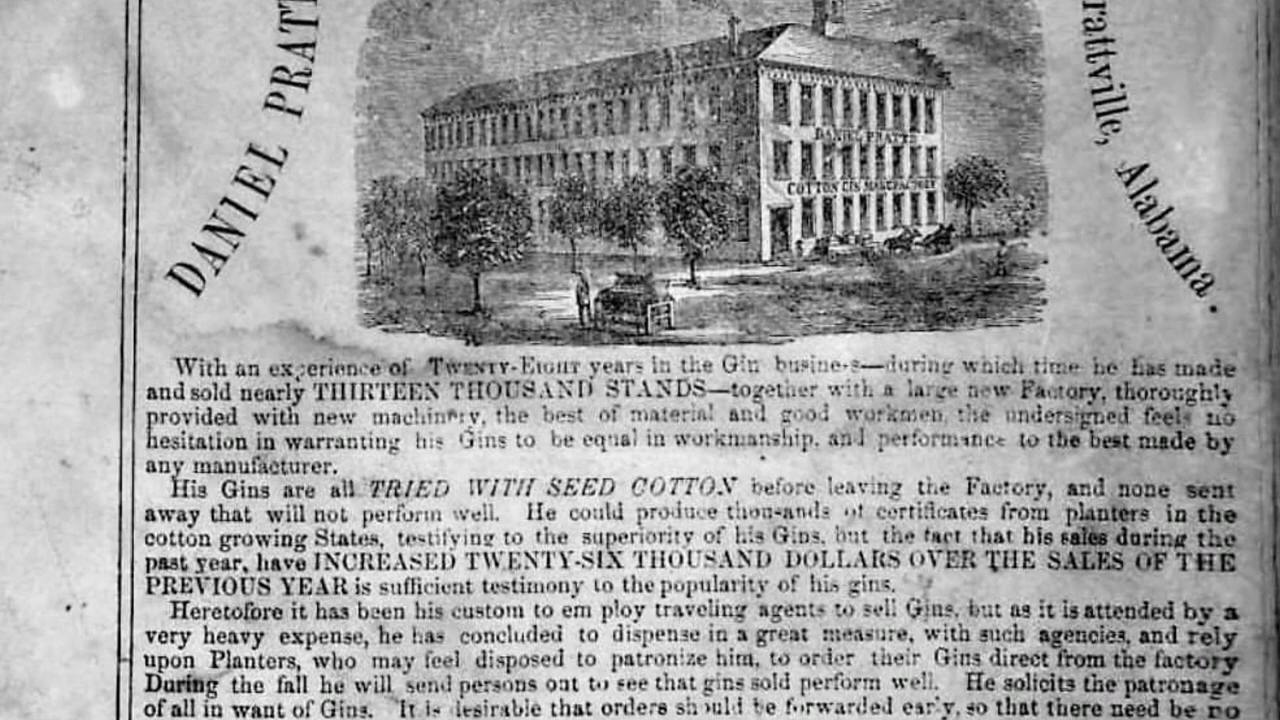 DANIEL PRATT
rattville, Alabama.
DANIEL PRATT'S
COTTON GIN MANUFACTORY
With an experience of TWENTY-EIGHT years in the Gin business—during which time he has made
and sold nearly THIRTEEN THOUSAND STANDS—together with a large new Factory, thoroughly
provided with new machinery, the best of material and good workmen, the undersigned feels no
hesitation in warranting his Gins to be equal in workmanship, and performance to the best made by
any manufacturer.
His Gins are all TRIED WITH SEED COTTON before leaving the Factory, and none sent
away that will not perform well. He could produce thousands of certificates from planters in the
cotton growing States, testifying to the superiority of his Gins, but the fact that his sales during the
past year, have INCREASED TWENTY-SIX THOUSAND DOLLARS OVER THE SALES OF THE
PREVIOUS YEAR is sufficient testimony to the popularity of his gins.
Heretofore it has been his custom to em ploy traveling agents to sell Gins, but as it is attended by a
very heavy expense, he has concluded to dispense in a great measure, with such agencies, and rely
upon Planters, who may feel disposed to patronize him, to order their Gins direct from the factory
During the fall he will send persons out to see that gins sold perform well. He solicits the patronage
of all in want of Gins. It is desirable that orders should be forwarded early, so that there need be no